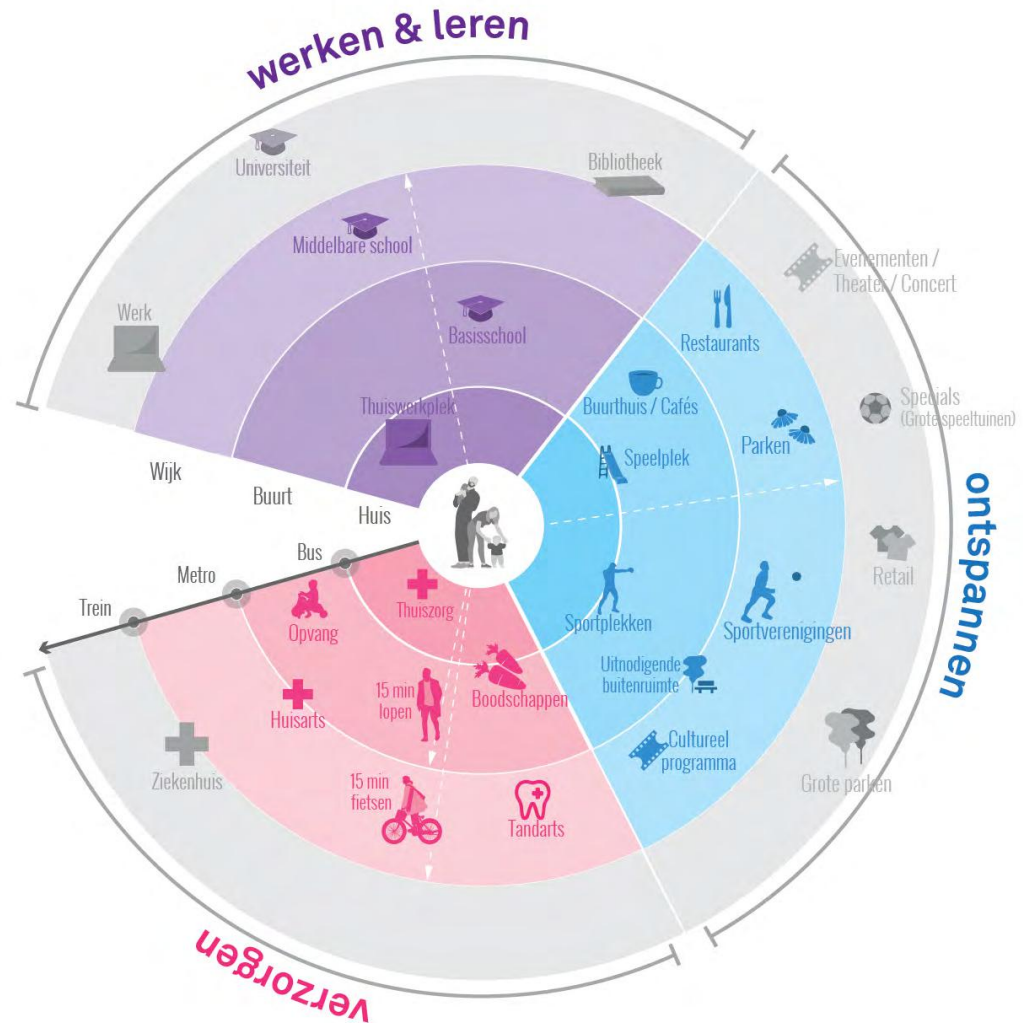 werken & leren
Universiteit
Bibliotheek
Middelbare school
Werk
Basisschool
Thuiswerkplek
Wijk
Buurt
Huis
Evenementen /
Theater / Concert
Restaurants
Buurthuis / Cafés
Specials
(Grote speeltuinen)
Parken
Speelplek
ontspannen
Retail
Sportplekken
Sportverenigingen
Uitnodigende
buitenruimte
Cultureel
programma
Grote parken
Bus
Metro
Trein
Thuiszorg
Opvang
Boodschappen
15 min
lopen
Huisarts
Ziekenhuis
15 min
fietsen
Tandarts
verzorgen